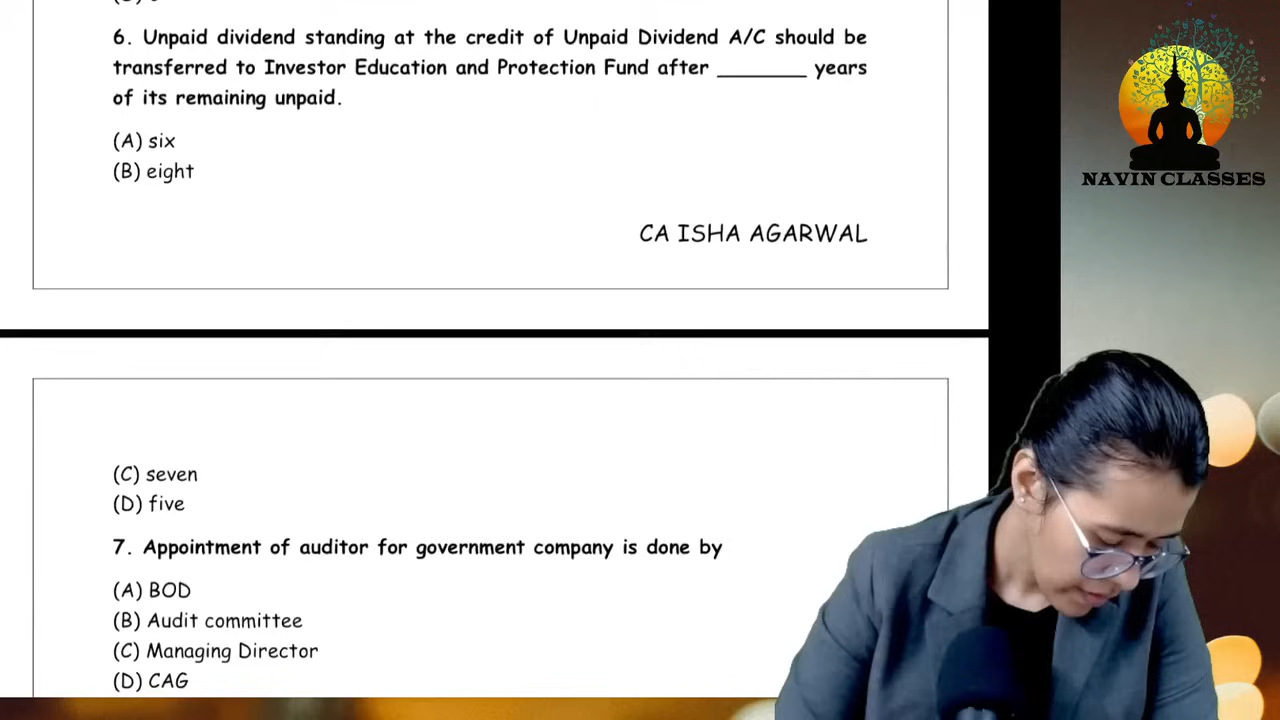 6. Unpaid dividend standing at the credit of Unpaid Dividend A/C should be
transferred to Investor Education and Protection Fund after ________ years
of its remaining unpaid.
(A) six
(B) eight
CA ISHA AGARWAL
(C) seven
(D) five
7. Appointment of auditor for government company is done by
(A) BOD
(B) Audit committee
(C) Managing Director
(D) CAG
NAVIN CLASSES